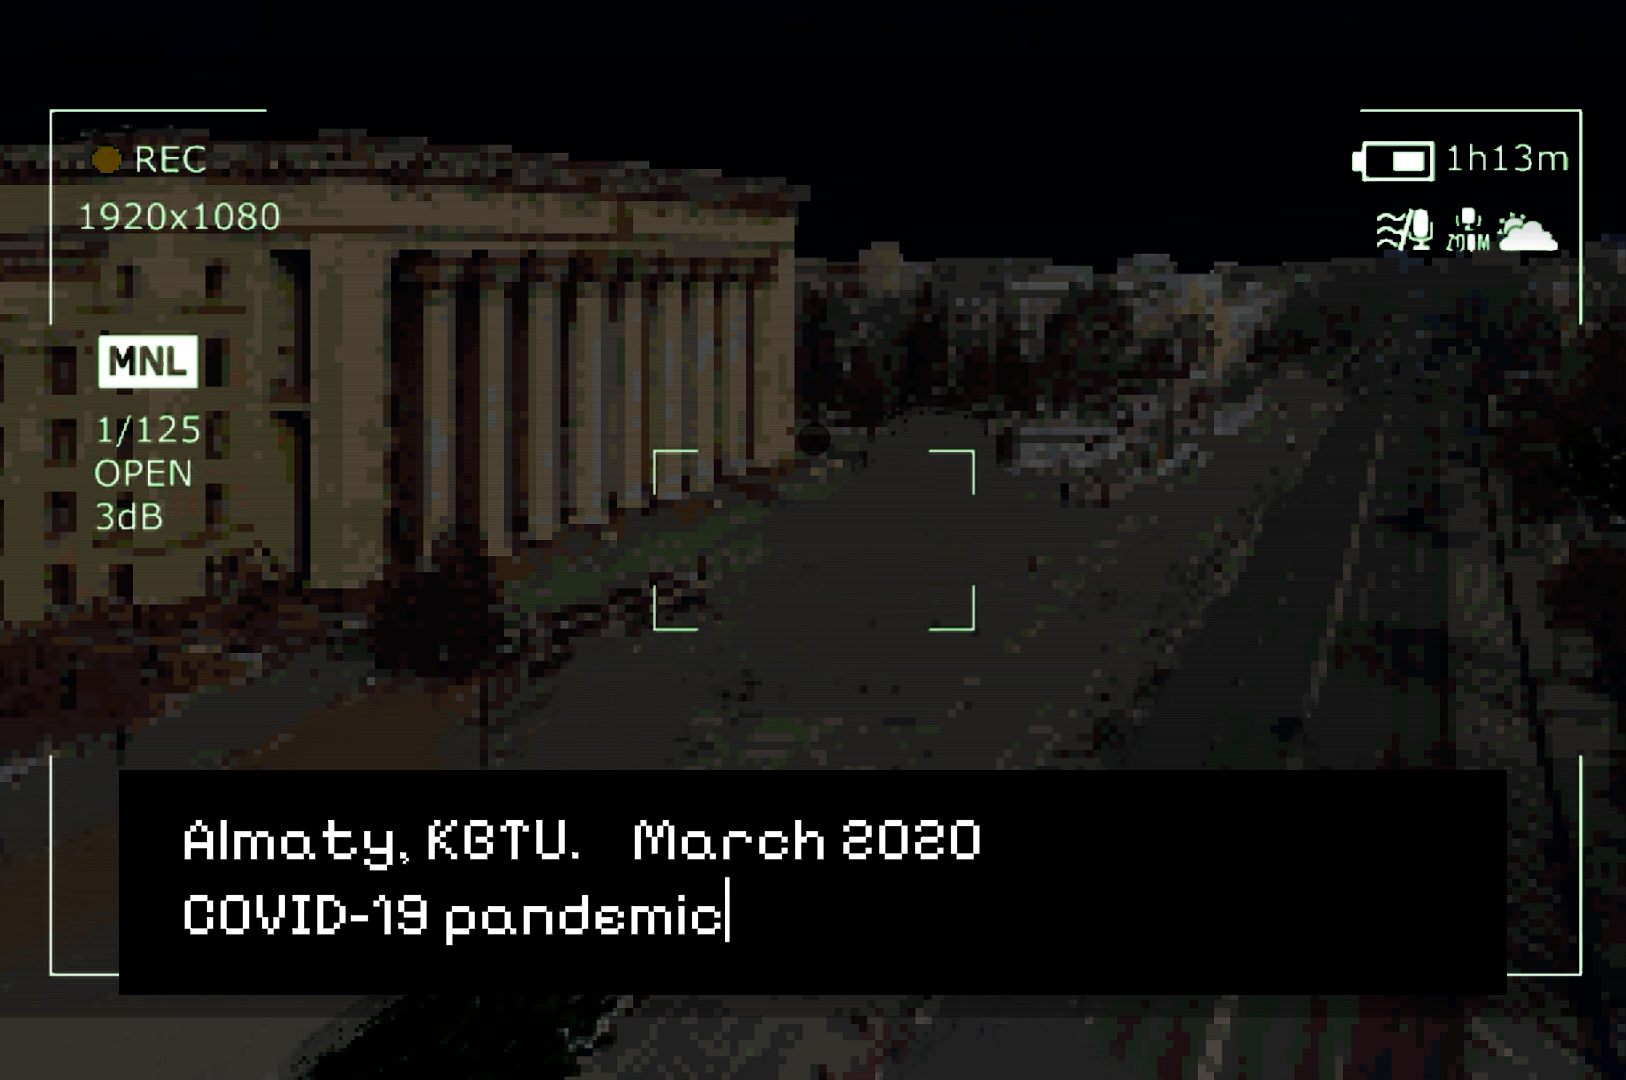 REC
1920x1080
1h13m
ZOOM
MNL
1/125
OPEN
3dB
Almaty, KBTU. March 2020
COVID-19 pandemic